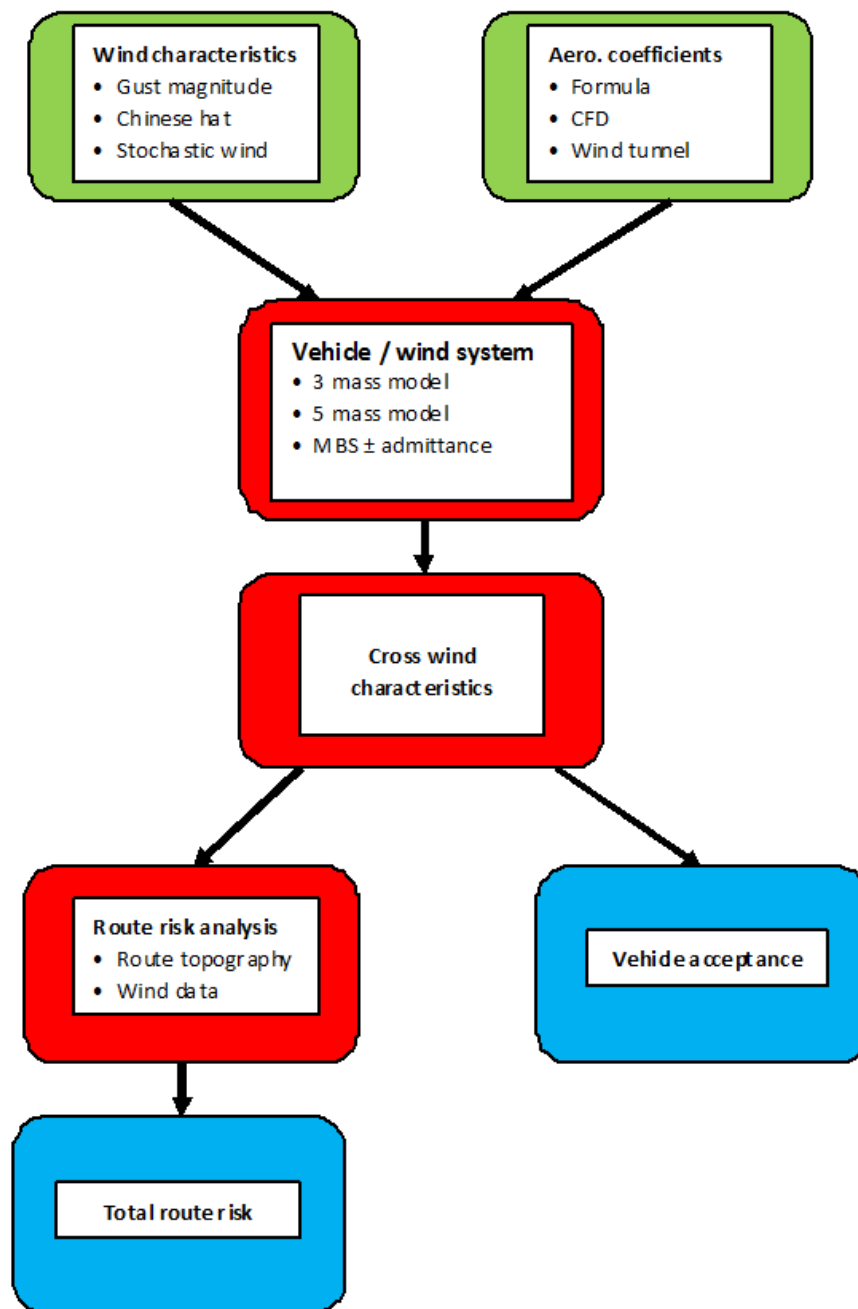 Wind characteristics
• Gust magnitude
• Chinese hat
• Stochastic wind
Aero. coefficients
• Formula
• CFD
• Wind tunnel
Vehicle / wind system
• 3 mass model
• 5 mass model
• MBS ± admittance
Cross wind
characteristics
Route risk analysis
• Route topography
• Wind data
Vehicle acceptance
Total route risk